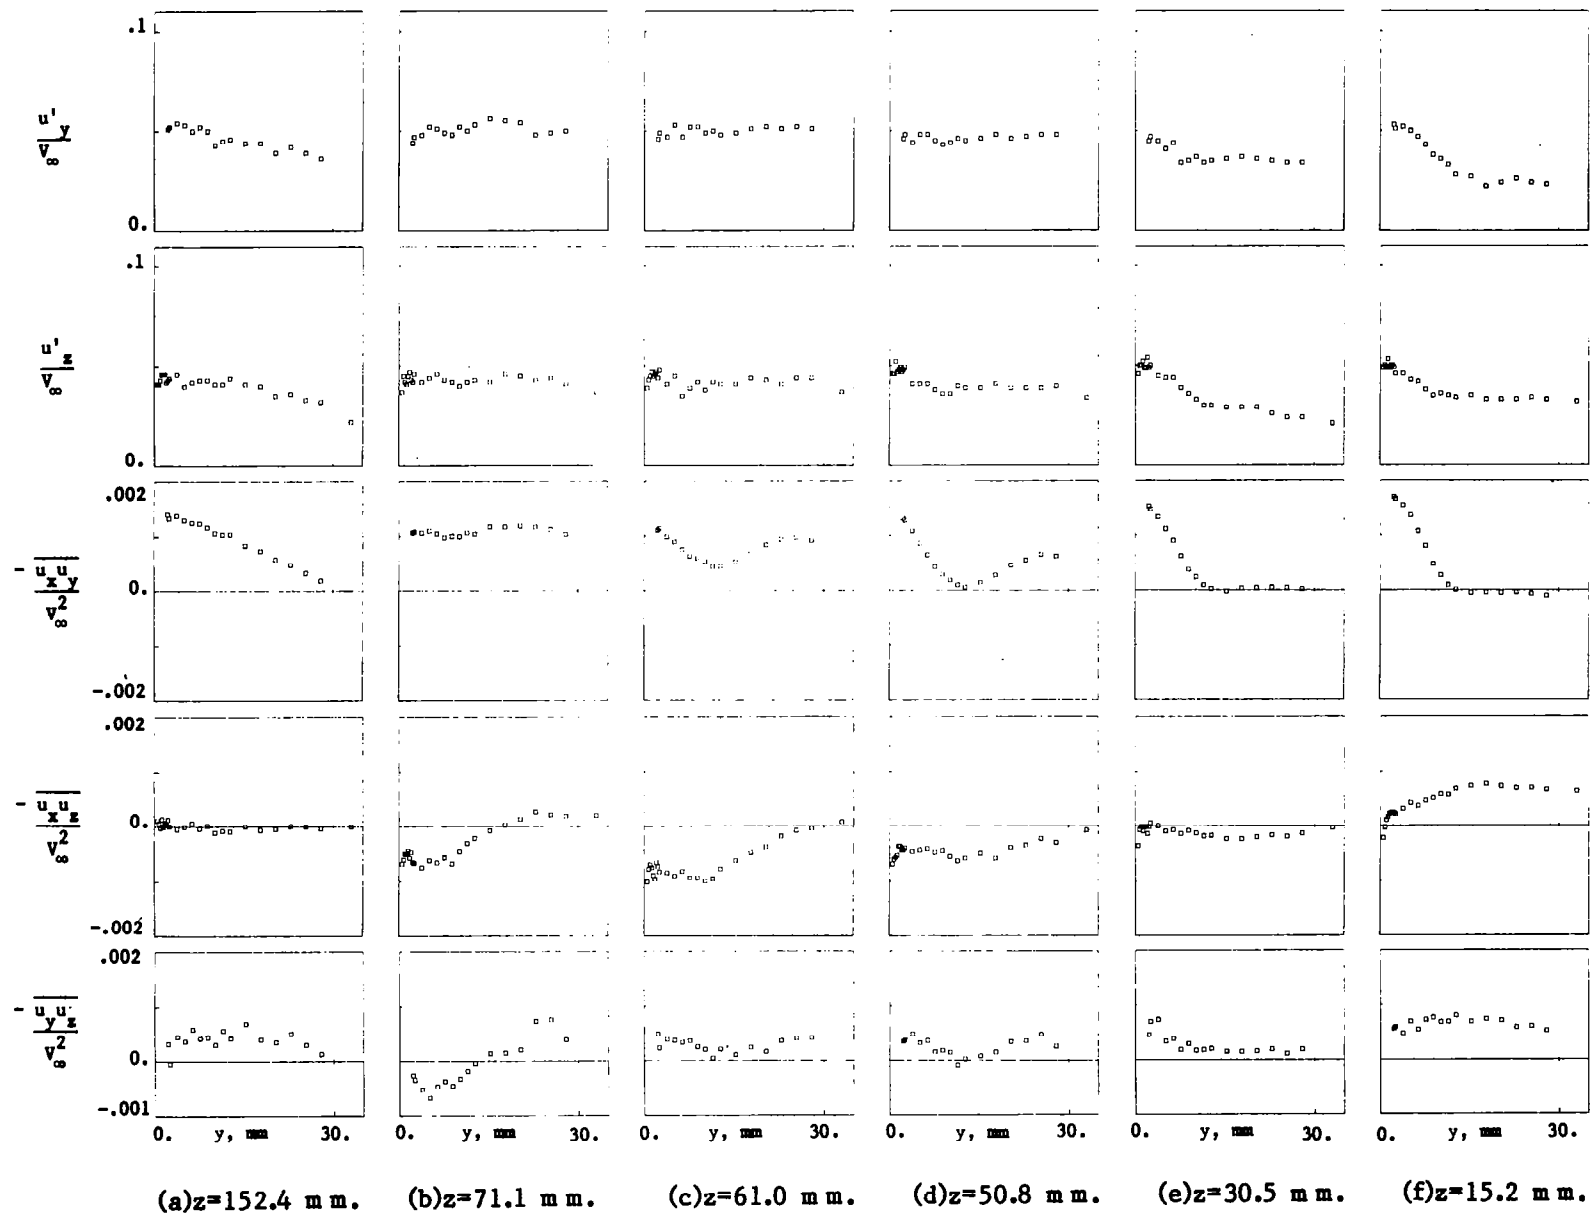 .1
u'y
V∞
0.
.1
u'z
V∞
0.
.002
- uxuy
0.
V∞2
-.002
.002
- uxuz
0.
V∞2
-.002
.002
- uyuz
V∞2
0.
-.001
0. y, mm 30. 0. y, mm 30. 0. y, mm 30. 0. y, mm 30. 0. y, mm 30. 0. y, mm 30.
(a)z=152.4 mm. (b)z=71.1 mm. (c)z=61.0 mm. (d)z=50.8 mm. (e)z=30.5 mm. (f)z=15.2 mm.